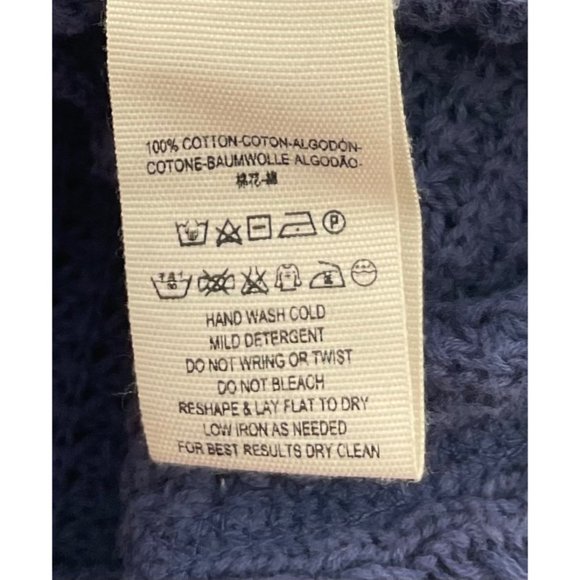 100% COTTON-COTON-ALGODÓN-
COTONE-BAUMWOLLE ALGODÃO-
棉花-綿
HAND WASH COLD
MILD DETERGENT
DO NOT WRING OR TWIST
DO NOT BLEACH
RESHAPE & LAY FLAT TO DRY
LOW IRON AS NEEDED
FOR BEST RESULTS DRY CLEAN